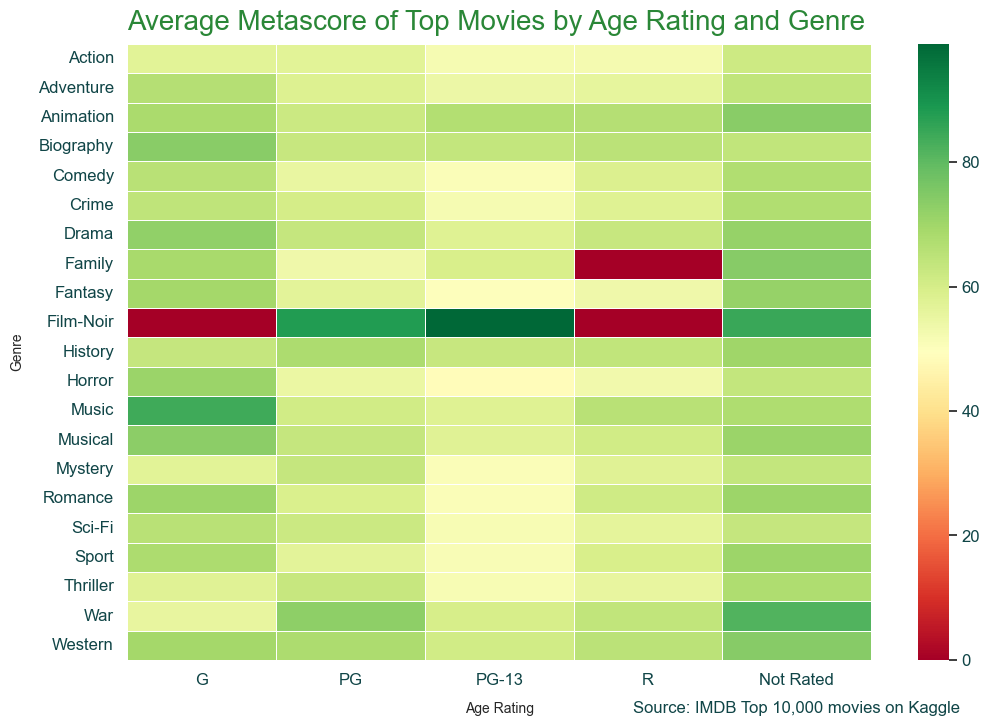 Average Metascore of Top Movies by Age Rating and Genre
Action
Adventure
Animation
Biography
Comedy
Crime
Drama
Family
Fantasy
Film-Noir
History
Horror
Music
Musical
Mystery
Romance
Sci-Fi
Sport
Thriller
War
Western
Genre
G PG PG-13 R Not Rated
Age Rating
80
60
40
20
0
Source: IMDB Top 10,000 movies on Kaggle